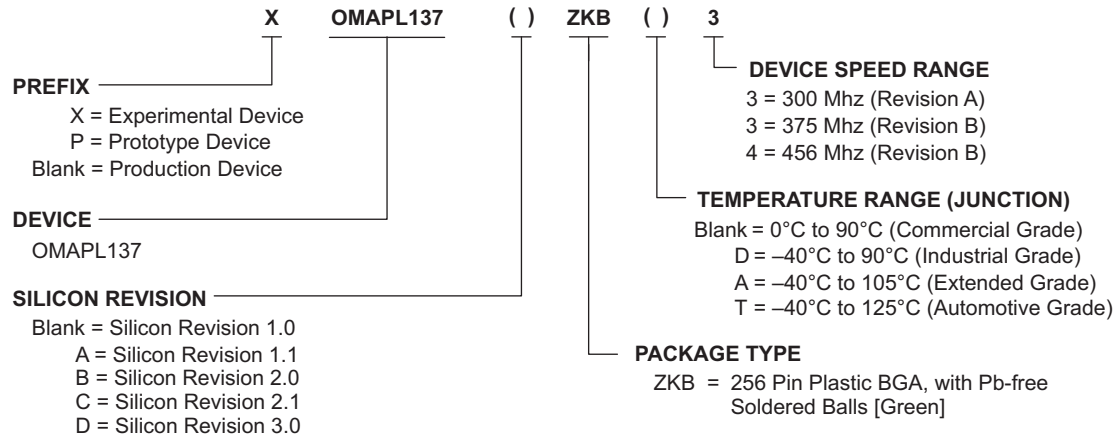 X OMAPL137 ( ) ZKB ( ) 3
PREFIX
X = Experimental Device
P = Prototype Device
Blank = Production Device
DEVICE
OMAPL137
SILICON REVISION
Blank = Silicon Revision 1.0
A = Silicon Revision 1.1
B = Silicon Revision 2.0
C = Silicon Revision 2.1
D = Silicon Revision 3.0
DEVICE SPEED RANGE
3 = 300 Mhz (Revision A)
3 = 375 Mhz (Revision B)
4 = 456 Mhz (Revision B)
TEMPERATURE RANGE (JUNCTION)
Blank = 0°C to 90°C (Commercial Grade)
D = –40°C to 90°C (Industrial Grade)
A = –40°C to 105°C (Extended Grade)
T = –40°C to 125°C (Automotive Grade)
PACKAGE TYPE
ZKB = 256 Pin Plastic BGA, with Pb-free
Soldered Balls [Green]